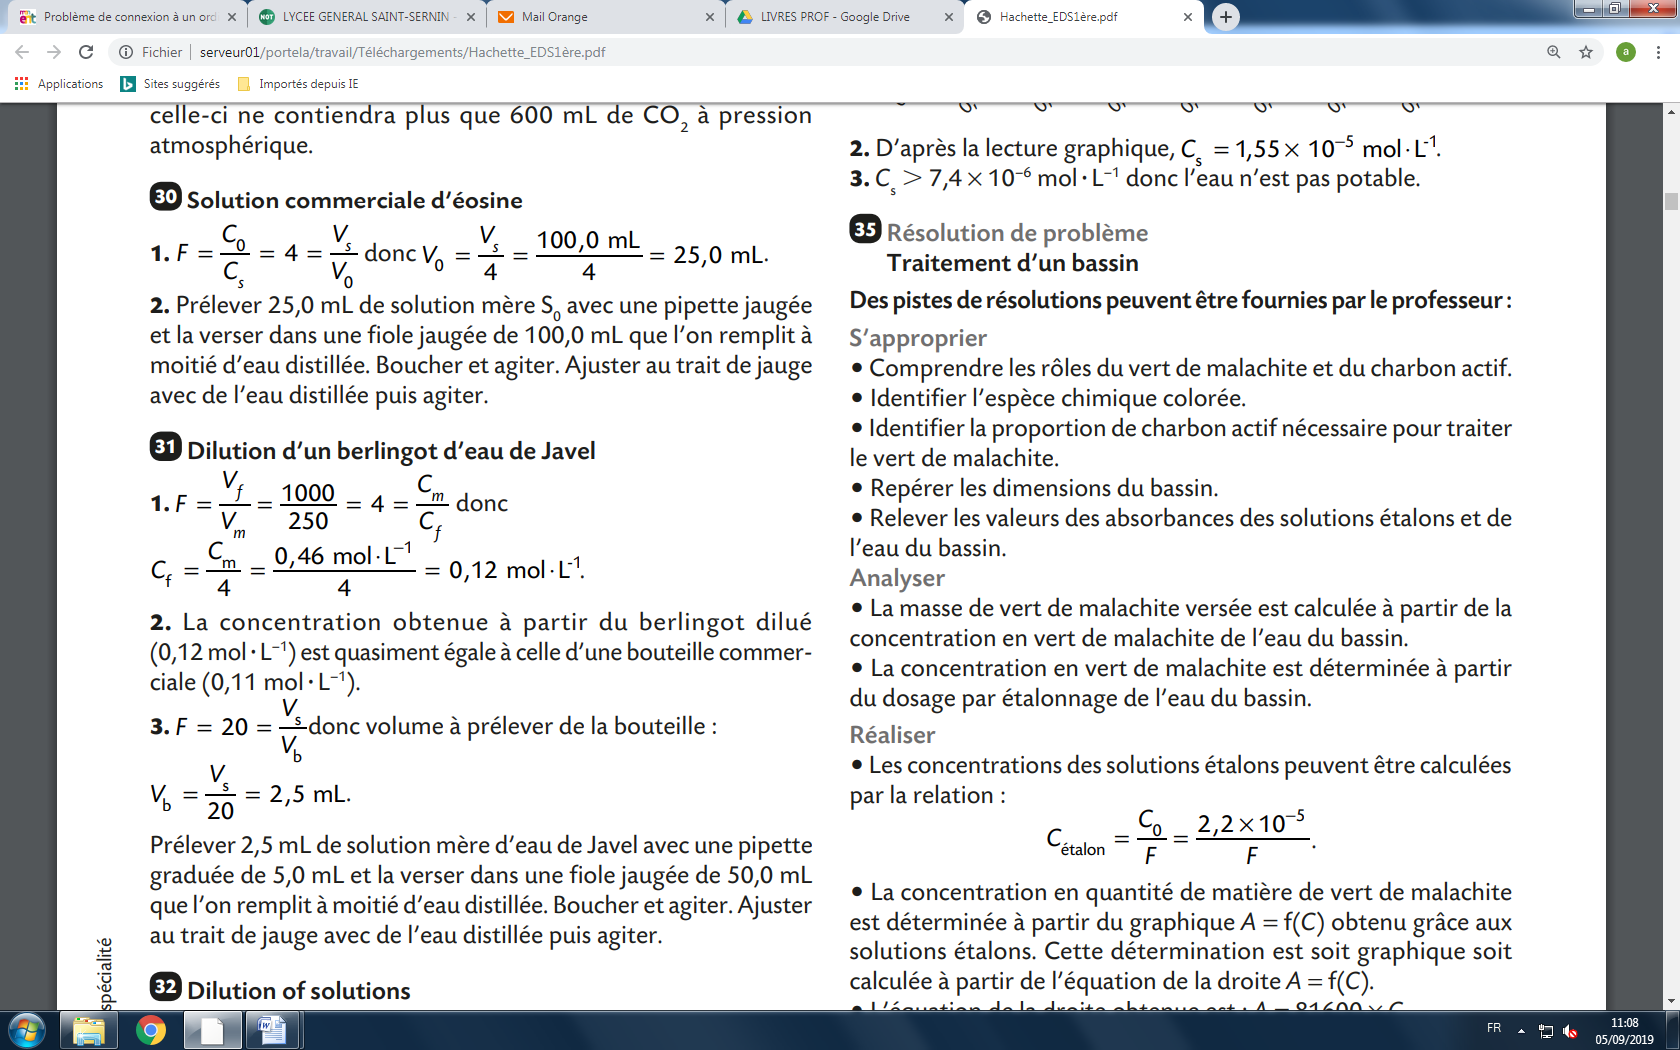 Problème de connexion à un ord
LYCEE GENERAL SAINT-SERNIN -
Mail Orange
LIVRES PROF - Google Drive
Hachette_EDS1ère.pdf
Fichier | serveur01/portela/travail/Téléchargements/Hachette_EDS1ère.pdf
a
Applications
Sites suggérés
Importés depuis IE
celle-ci ne contiendra plus que 600 mL de CO₂ à pression
atmosphérique.
30 Solution commerciale d'éosine
1. F = C₀/Cₛ = 4 = Vₛ/V₀ donc V₀ = Vₛ/4 = 100,0 mL/4 = 25,0 mL.
2. Prélever 25,0 mL de solution mère S₀ avec une pipette jaugée
et la verser dans une fiole jaugée de 100,0 mL que l'on remplit à
moitié d'eau distillée. Boucher et agiter. Ajuster au trait de jauge
avec de l'eau distillée puis agiter.
31 Dilution d'un berlingot d'eau de Javel
1. F = V_f/V_m = 1000/250 = 4 = C_m/C_f donc
C_f = C_m/4 = 0,46 mol·L⁻¹/4 = 0,12 mol·L⁻¹.
2. La concentration obtenue à partir du berlingot dilué
(0,12 mol·L⁻¹) est quasiment égale à celle d'une bouteille commer-
ciale (0,11 mol·L⁻¹).
3. F = 20 = Vₛ/V_b donc volume à prélever de la bouteille :
V_b = Vₛ/20 = 2,5 mL.
Prélever 2,5 mL de solution mère d'eau de Javel avec une pipette
graduée de 5,0 mL et la verser dans une fiole jaugée de 50,0 mL
que l'on remplit à moitié d'eau distillée. Boucher et agiter. Ajuster
au trait de jauge avec de l'eau distillée puis agiter.
32 Dilution of solutions
spécialité
2. D'après la lecture graphique, Cₛ = 1,55 × 10⁻⁵ mol·L⁻¹.
3. Cₛ > 7,4 × 10⁻⁶ mol·L⁻¹ donc l'eau n'est pas potable.
35 Résolution de problème
Traitement d'un bassin
Des pistes de résolutions peuvent être fournies par le professeur :
S'approprier
• Comprendre les rôles du vert de malachite et du charbon actif.
• Identifier l'espèce chimique colorée.
• Identifier la proportion de charbon actif nécessaire pour traiter
le vert de malachite.
• Repérer les dimensions du bassin.
• Relever les valeurs des absorbances des solutions étalons et de
l'eau du bassin.
Analyser
• La masse de vert de malachite versée est calculée à partir de la
concentration en vert de malachite de l'eau du bassin.
• La concentration en vert de malachite est déterminée à partir
du dosage par étalonnage de l'eau du bassin.
Réaliser
• Les concentrations des solutions étalons peuvent être calculées
par la relation :
C_étalon = C₀/F = 2,2 × 10⁻⁵/F.
• La concentration en quantité de matière de vert de malachite
est déterminée à partir du graphique A = f(C) obtenu grâce aux
solutions étalons. Cette détermination est soit graphique soit
calculée à partir de l'équation de la droite A = f(C).
• L'équation de la droite obtenue est : A = 81600 × C
FR
11:08
05/09/2019